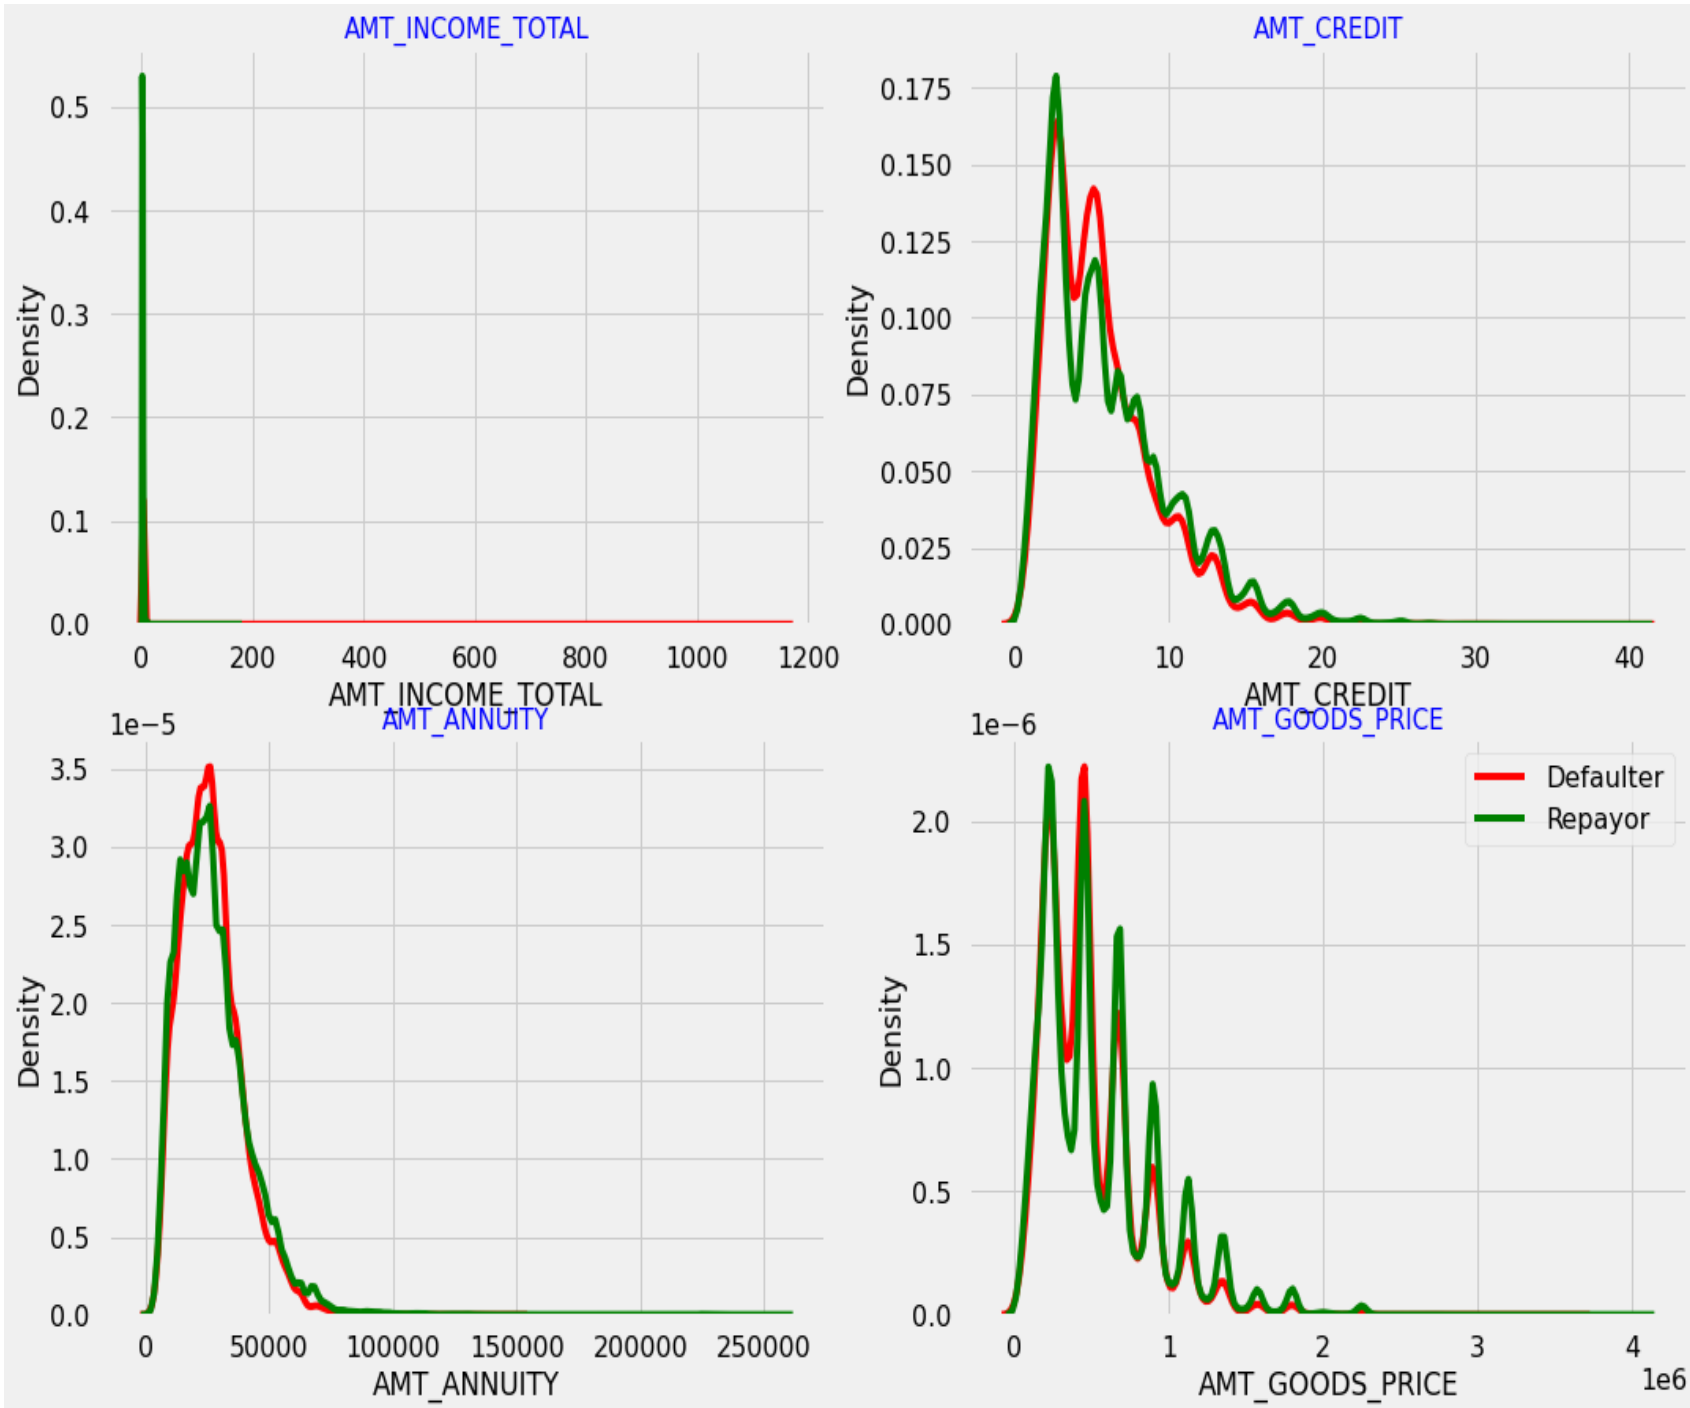 AMT_INCOME_TOTAL
Density
0.5
0.4
0.3
0.2
0.1
0.0
0 200 400 600 800 1000 1200
AMT_INCOME_TOTAL
AMT_CREDIT
Density
0.175
0.150
0.125
0.100
0.075
0.050
0.025
0.000
0 10 20 30 40
AMT_CREDIT
AMT_ANNUITY
1e−5
Density
3.5
3.0
2.5
2.0
1.5
1.0
0.5
0.0
0 50000 100000 150000 200000 250000
AMT_ANNUITY
AMT_GOODS_PRICE
1e−6
Defaulter
Repayor
Density
2.0
1.5
1.0
0.5
0.0
0 1 2 3 4
1e6
AMT_GOODS_PRICE